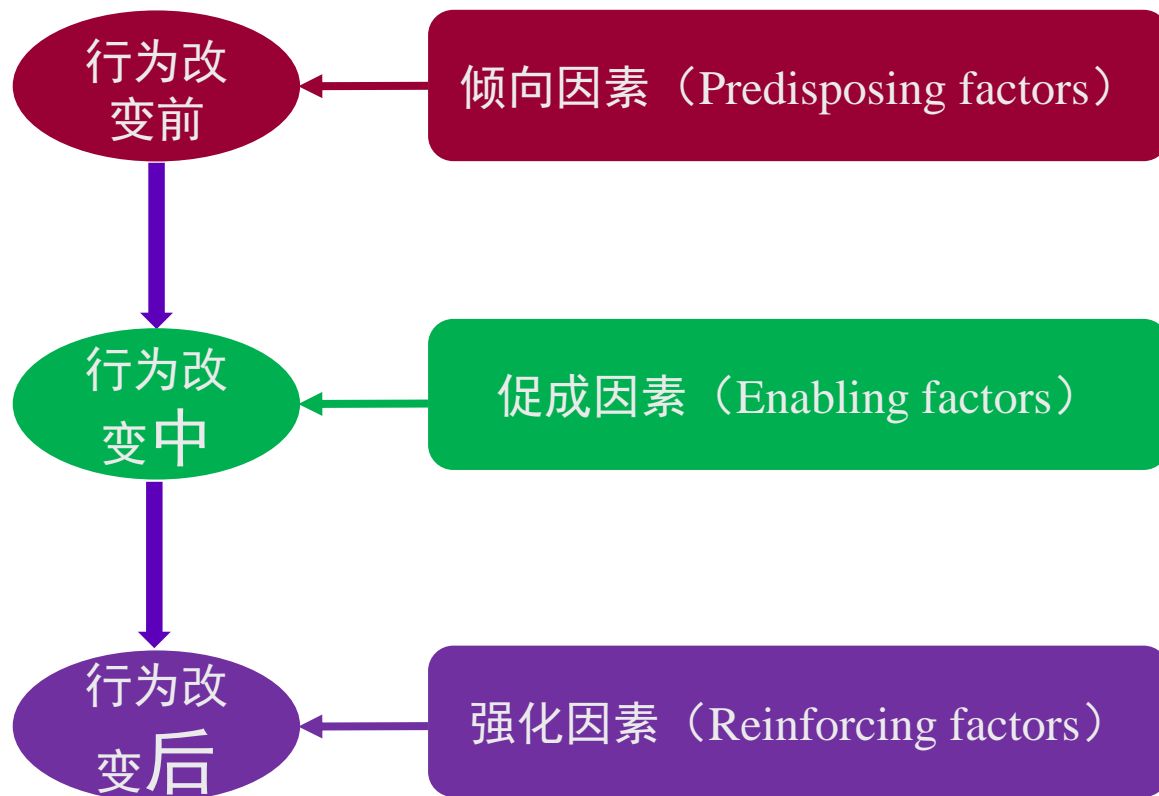 行为改
变前
倾向因素（Predisposing factors）
行为改
变中
促成因素（Enabling factors）
行为改
变后
强化因素（Reinforcing factors）